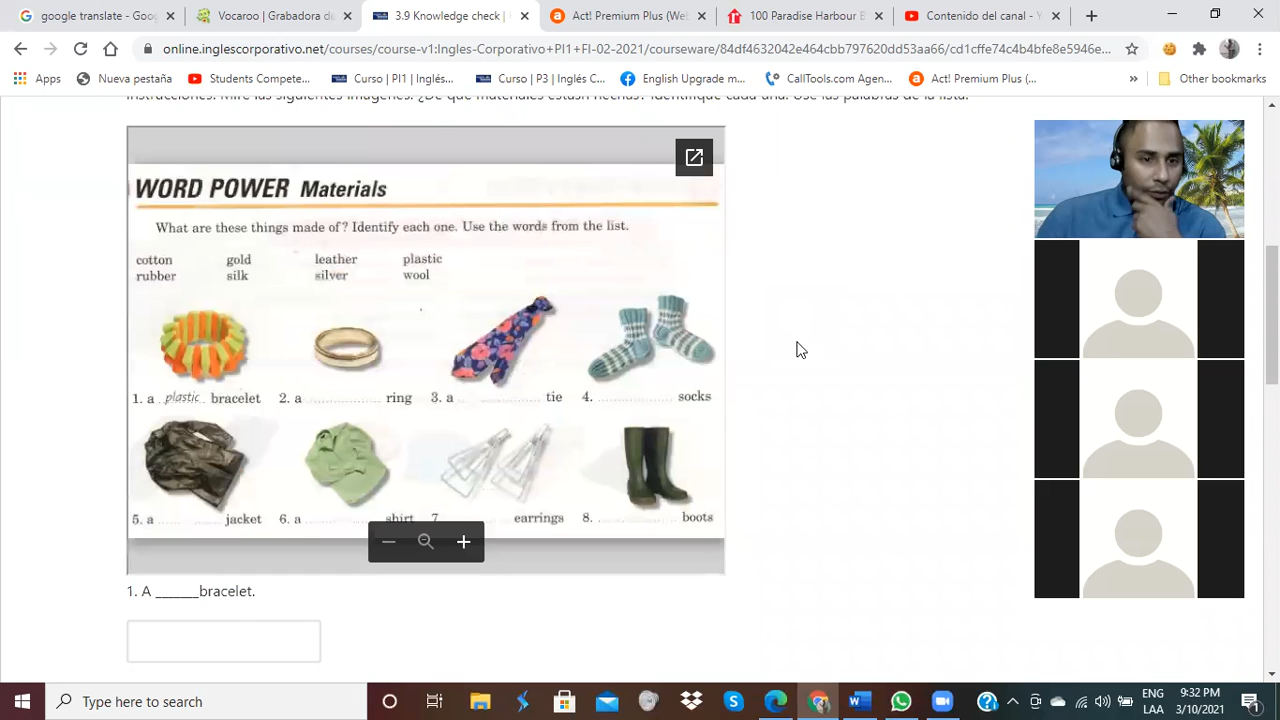 google translate - Goog
Vocaroo | Grabadora du
3.9 Knowledge check |
Act! Premium Plus (Web
100 Paradise Harbour B
Contenido del canal - Y
online.inglescorporativo.net/courses/course-v1:Ingles-Corporativo+PI1+FI-02-2021/courseware/84df4632042e464cbb797620dd53aa66/cd1cffe74c4b4bfe8e5946e...
Apps
Nueva pestaña
Students Compete...
Curso | PI1 | Inglés...
Curso | P3 | Inglés C...
English Upgrade m...
CallTools.com Agen...
Act! Premium Plus (...
»
Other bookmarks
WORD POWER Materials
What are these things made of? Identify each one. Use the words from the list.
cotton gold leather plastic
rubber silk silver wool
1. a plastic bracelet 2. a ring 3. a tie 4. socks
5. a jacket 6. a shirt 7 earrings 8. boots
1. A _______bracelet.
Type here to search
ENG 9:32 PM
LAA 3/10/2021